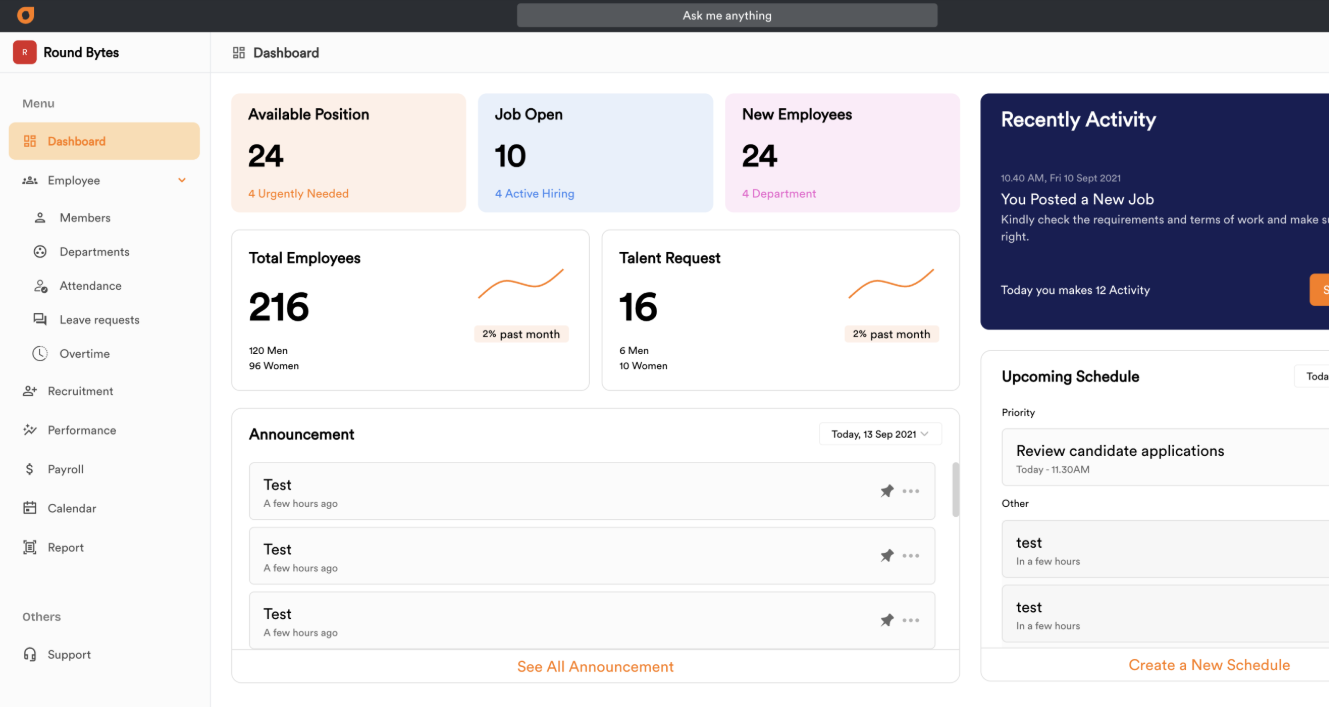 Ask me anything
R
Round Bytes
Dashboard
Menu
Dashboard
Employee
Members
Departments
Attendance
Leave requests
Overtime
Recruitment
Performance
Payroll
Calendar
Report
Others
Support
Available Position
24
4 Urgently Needed
Job Open
10
4 Active Hiring
New Employees
24
4 Department
Total Employees
216
2% past month
120 Men
96 Women
Talent Request
16
2% past month
6 Men
10 Women
Announcement
Today, 13 Sep 2021
Test
A few hours ago
Test
A few hours ago
Test
A few hours ago
See All Announcement
Recently Activity
10.40 AM, Fri 10 Sept 2021
You Posted a New Job
Kindly check the requirements and terms of work and make
right.
Today you makes 12 Activity
Upcoming Schedule
Priority
Review candidate applications
Today - 11.30AM
Other
test
In a few hours
test
In a few hours
Create a New Schedule